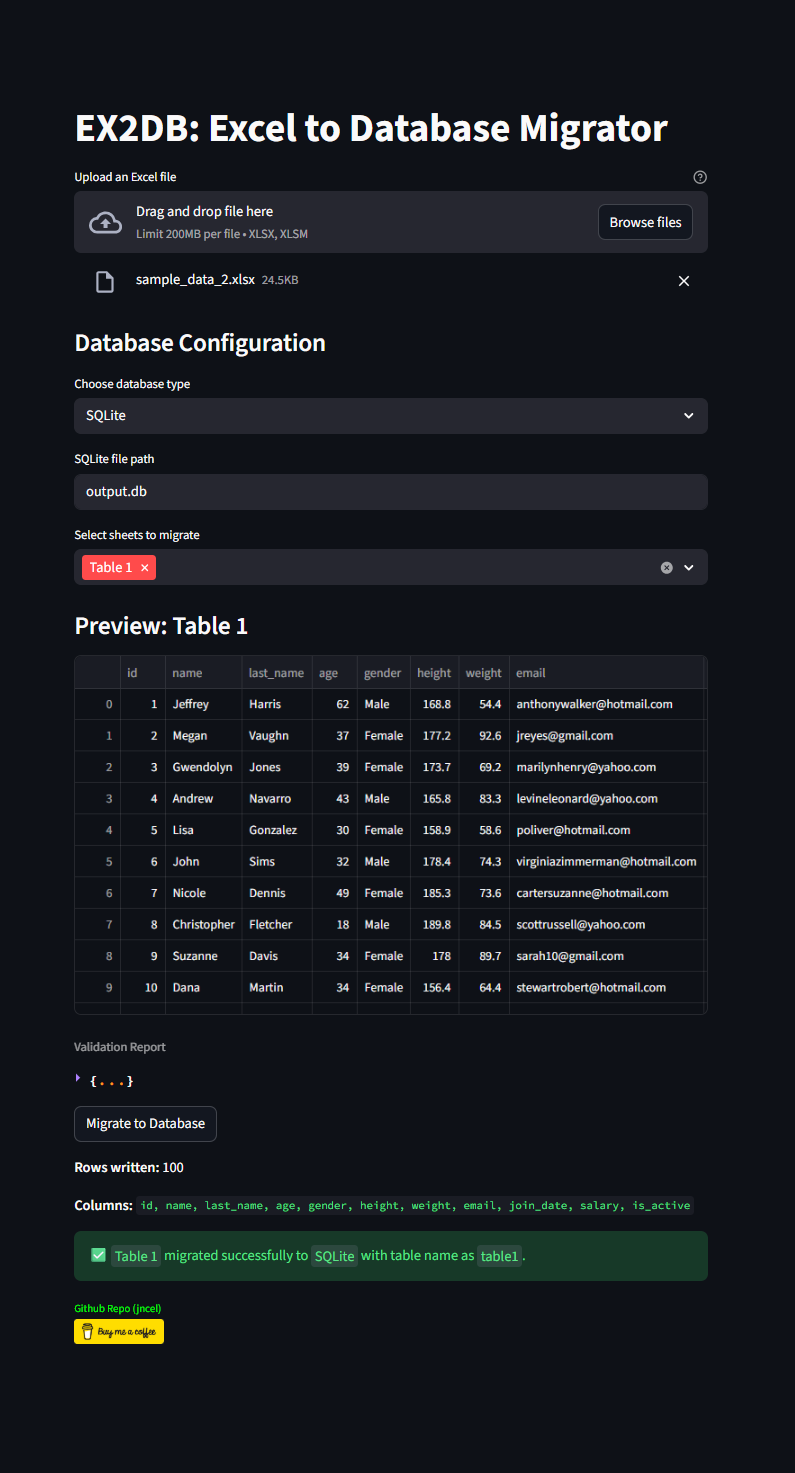 EX2DB: Excel to Database Migrator
Upload an Excel file
Drag and drop file here
Limit 200MB per file • XLSX, XLSM
Browse files
sample_data_2.xlsx 24.5KB
Database Configuration
Choose database type
SQLite
SQLite file path
output.db
Select sheets to migrate
Table 1
Preview: Table 1
id name last_name age gender height weight email
0 1 Jeffrey Harris 62 Male 168.8 54.4 anthonywalker@hotmail.com
1 2 Megan Vaughn 37 Female 177.2 92.6 jreyes@gmail.com
2 3 Gwendolyn Jones 39 Female 173.7 69.2 marilynhenry@yahoo.com
3 4 Andrew Navarro 43 Male 165.8 83.3 levineleonard@yahoo.com
4 5 Lisa Gonzalez 30 Female 158.9 58.6 poliver@hotmail.com
5 6 John Sims 32 Male 178.4 74.3 virginiazimmerman@hotmail.com
6 7 Nicole Dennis 49 Female 185.3 73.6 cartersuzanne@hotmail.com
7 8 Christopher Fletcher 18 Male 189.8 84.5 scottrussell@yahoo.com
8 9 Suzanne Davis 34 Female 178 89.7 sarah10@gmail.com
9 10 Dana Martin 34 Female 156.4 64.4 stewartrobert@hotmail.com
Validation Report
{...}
Migrate to Database
Rows written: 100
Columns: id, name, last_name, age, gender, height, weight, email, join_date, salary, is_active
Table 1 migrated successfully to SQLite with table name as table1.
Github Repo (jncel)
Buy me a coffee